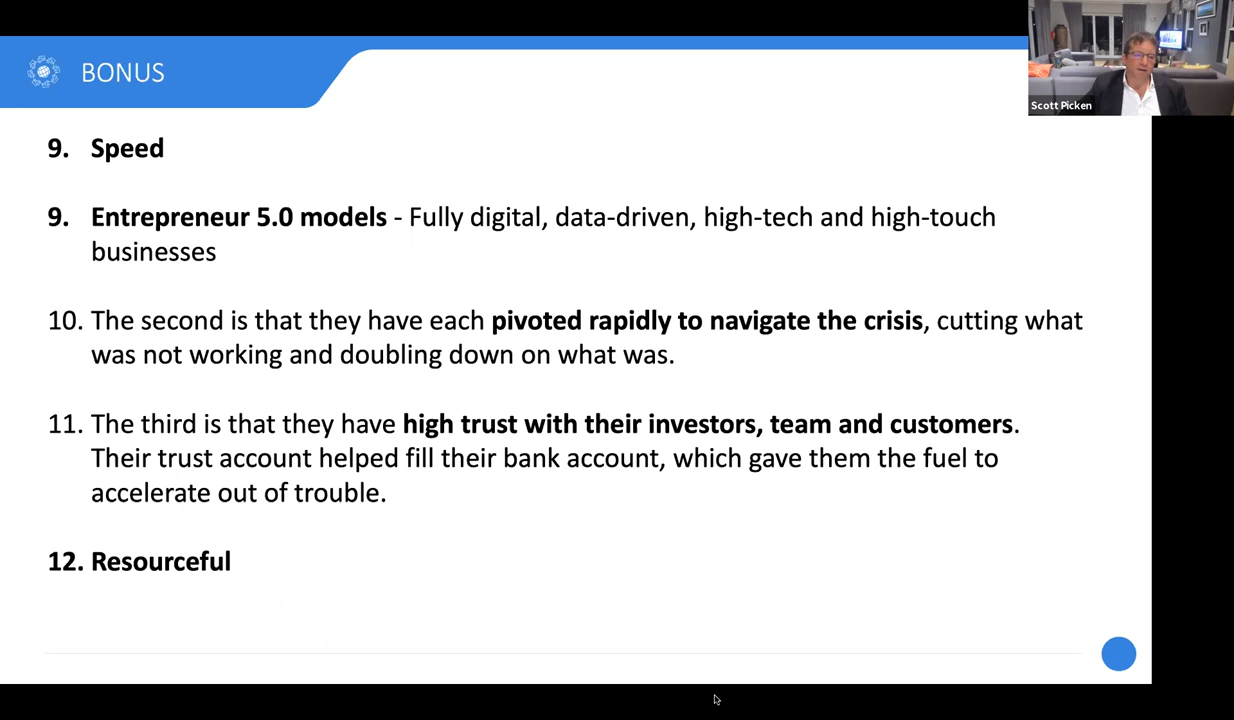 BONUS
Scott Picken
9. Speed
9. Entrepreneur 5.0 models - Fully digital, data-driven, high-tech and high-touch
businesses
10. The second is that they have each pivoted rapidly to navigate the crisis, cutting what
was not working and doubling down on what was.
11. The third is that they have high trust with their investors, team and customers.
Their trust account helped fill their bank account, which gave them the fuel to
accelerate out of trouble.
12. Resourceful